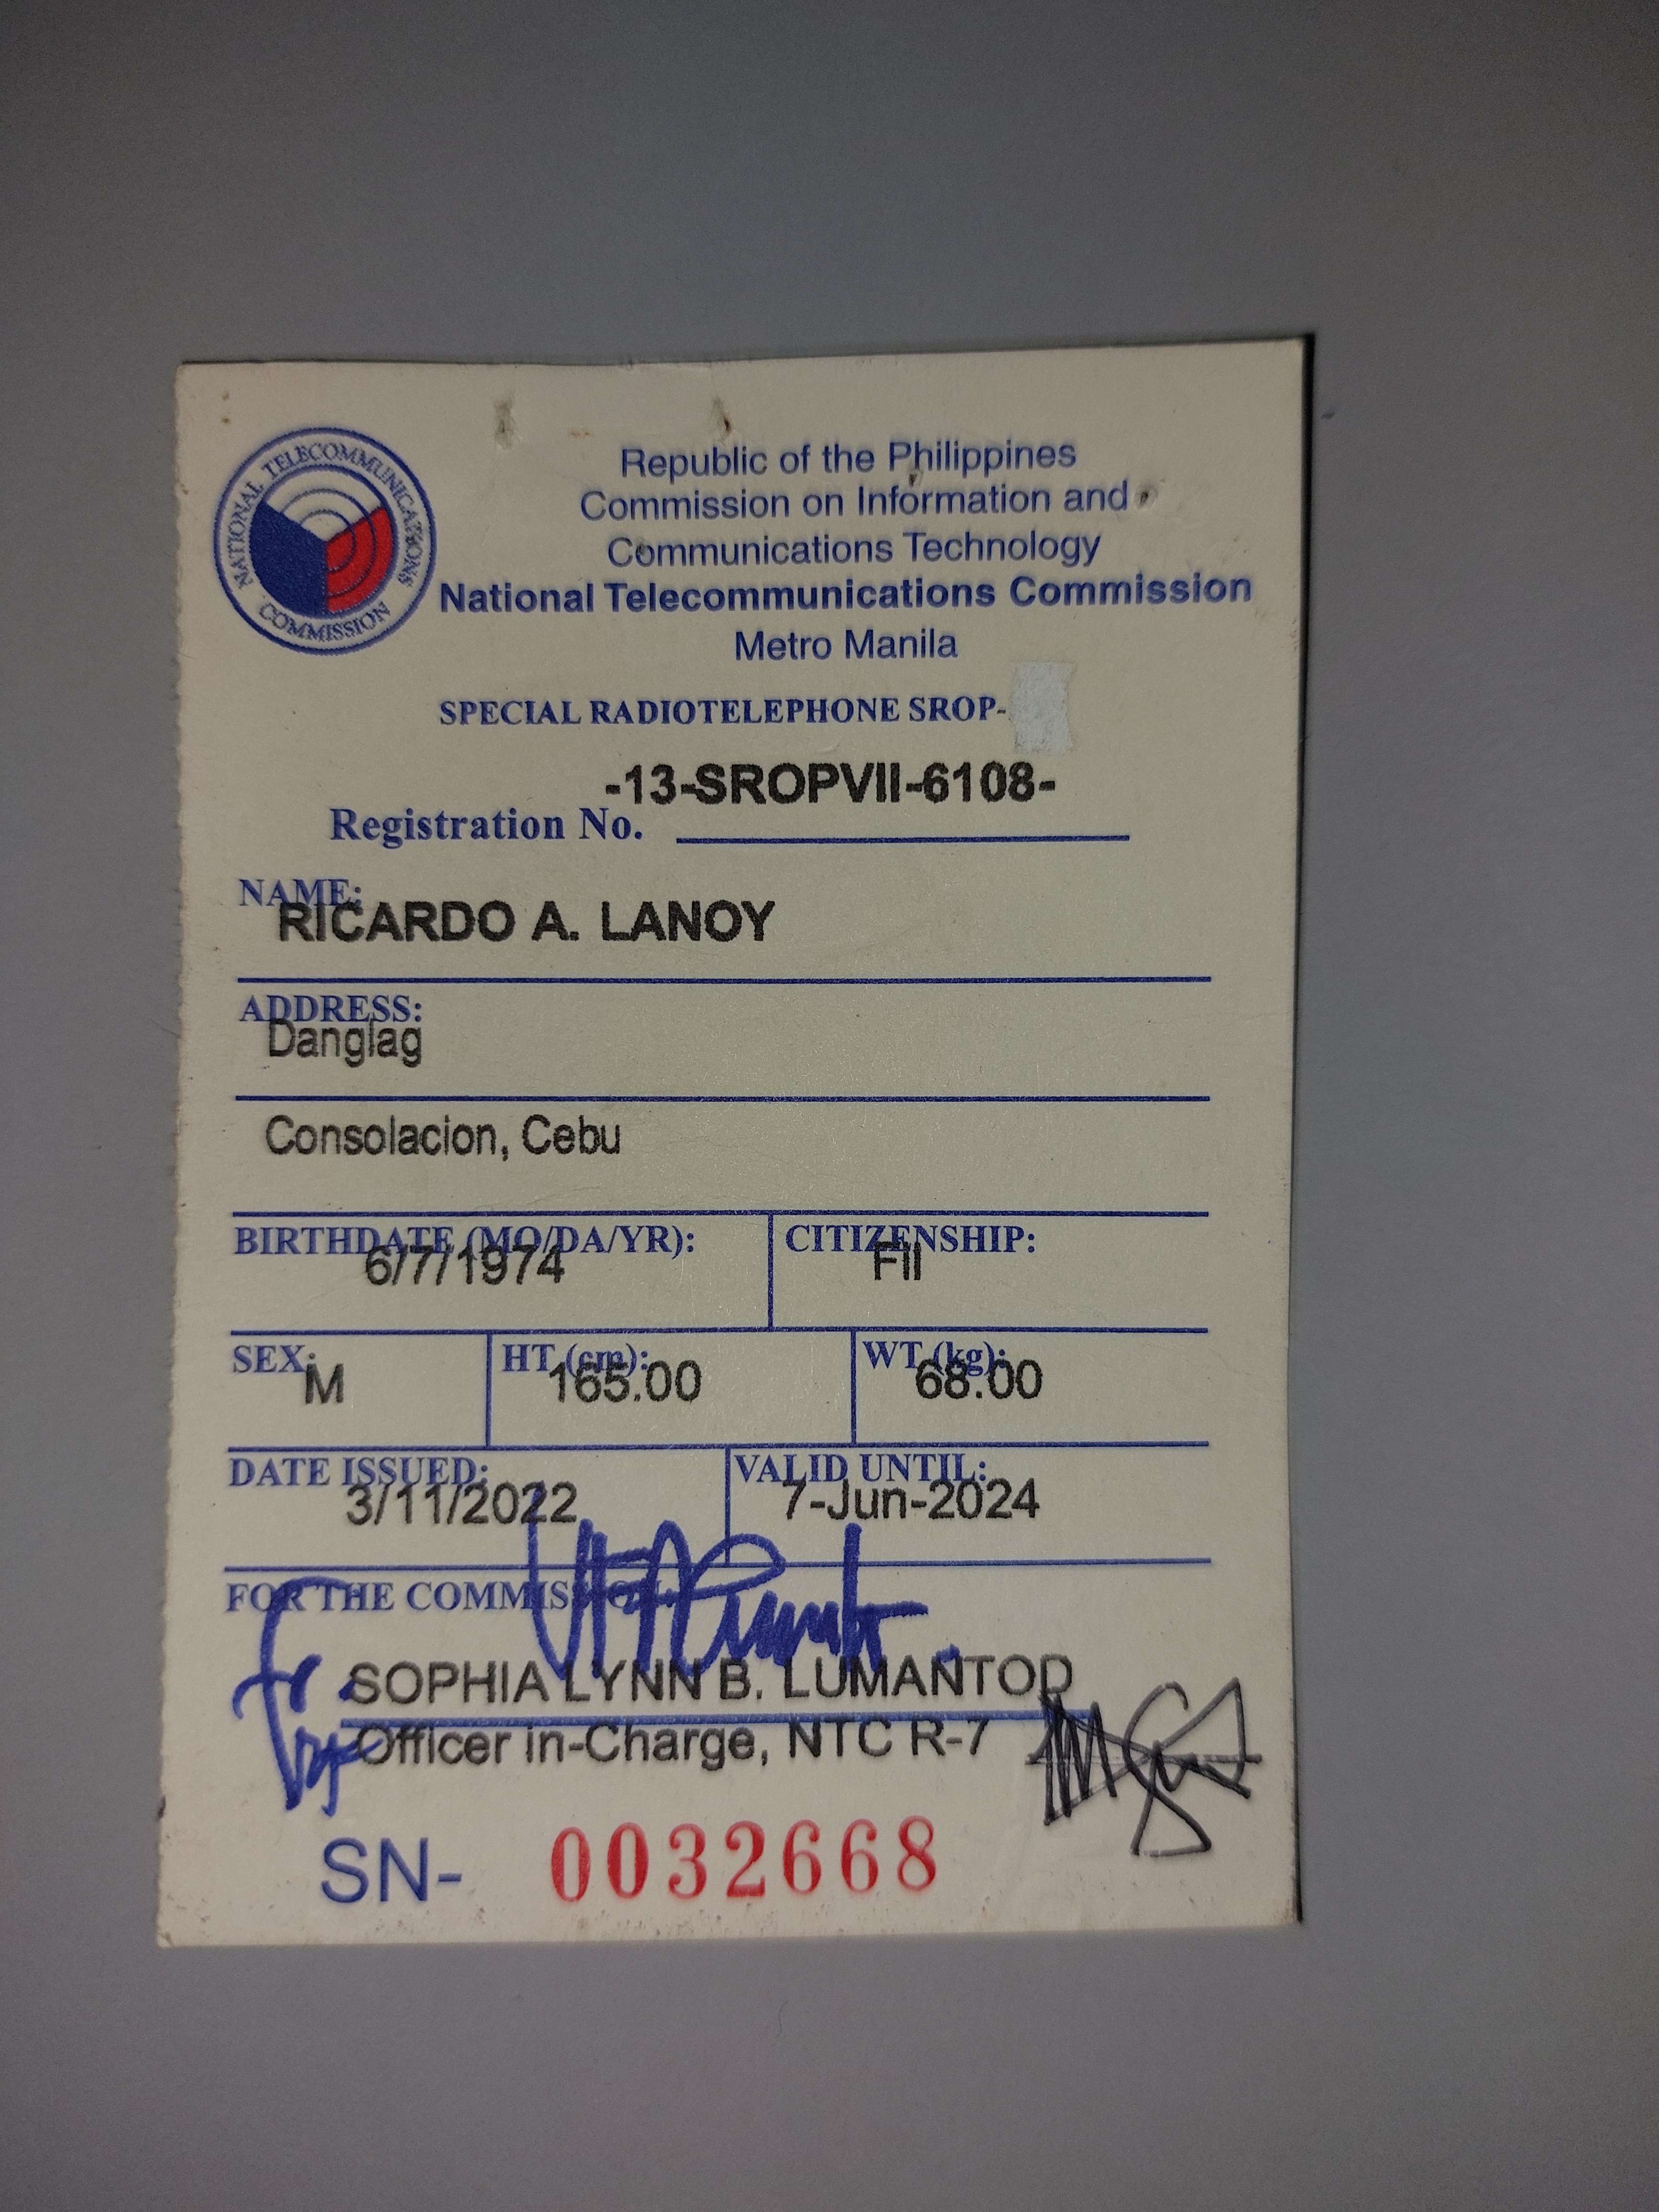 NATIONAL TELECOMMUNICATIONS COMMISSION
Republic of the Philippines
Commission on Information and
Communications Technology
National Telecommunications Commission
Metro Manila
SPECIAL RADIOTELEPHONE SROP-
-13-SROPVII-6108-
Registration No.
NAME:
RICARDO A. LANOY
ADDRESS:
Danglag
Consolacion, Cebu
BIRTHDATE (MO/DA/YR): CITIZENSHIP:
6/7/1974 Fil
SEX: HT (cm): WT (kg):
M 165.00 68.00
DATE ISSUED: VALID UNTIL:
3/11/2022 7-Jun-2024
FOR THE COMMISSION:
SOPHIA LYNN B. LUMANTOD
Officer in-Charge, NTC R-7
SN- 0032668